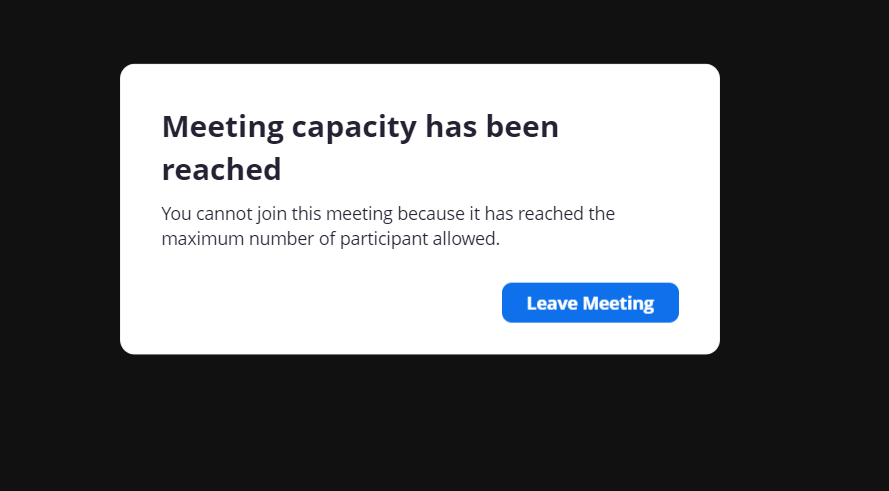 Meeting capacity has been
reached
You cannot join this meeting because it has reached the
maximum number of participant allowed.
Leave Meeting